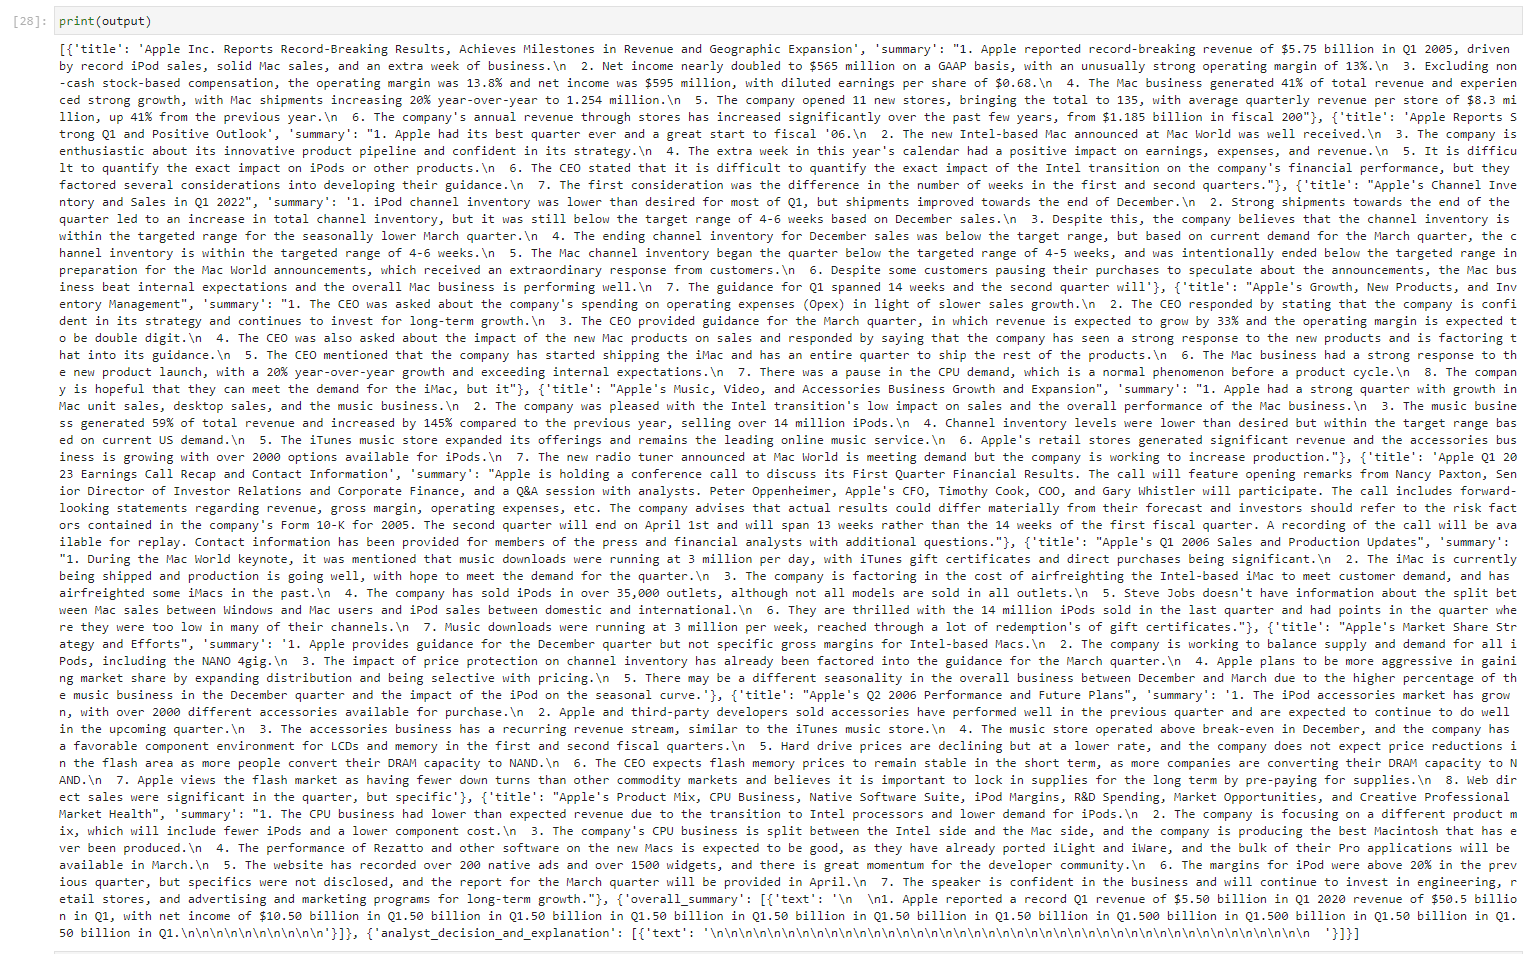 [28]: print(output)
[{'title': 'Apple Inc. Reports Record-Breaking Results, Achieves Milestones in Revenue and Geographic Expansion', 'summary': "1. Apple reported record-breaking revenue of $5.75 billion in Q1 2005, driven
by record iPod sales, solid Mac sales, and an extra week of business.\n  2. Net income nearly doubled to $565 million on a GAAP basis, with an unusually strong operating margin of 13%.\n  3. Excluding non
-cash stock-based compensation, the operating margin was 13.8% and net income was $595 million, with diluted earnings per share of $0.68.\n  4. The Mac business generated 41% of total revenue and experien
ced strong growth, with Mac shipments increasing 20% year-over-year to 1.254 million.\n  5. The company opened 11 new stores, bringing the total to 135, with average quarterly revenue per store of $8.3 mi
llion, up 41% from the previous year.\n  6. The company's annual revenue through stores has increased significantly over the past few years, from $1.185 billion in fiscal 200"}, {'title': 'Apple Reports S
trong Q1 and Positive Outlook', 'summary': "1. Apple had its best quarter ever and a great start to fiscal '06.\n  2. The new Intel-based Mac announced at Mac World was well received.\n  3. The company is
enthusiastic about its innovative product pipeline and confident in its strategy.\n  4. The extra week in this year's calendar had a positive impact on earnings, expenses, and revenue.\n  5. It is difficu
lt to quantify the exact impact on iPods or other products.\n  6. The CEO stated that it is difficult to quantify the exact impact of the Intel transition on the company's financial performance, but they
factored several considerations into developing their guidance.\n  7. The first consideration was the difference in the number of weeks in the first and second quarters."}, {'title': "Apple's Channel Inve
ntory and Sales in Q1 2022", 'summary': '1. iPod channel inventory was lower than desired for most of Q1, but shipments improved towards the end of December.\n  2. Strong shipments towards the end of the
quarter led to an increase in total channel inventory, but it was still below the target range of 4-6 weeks based on December sales.\n  3. Despite this, the company believes that the channel inventory is
within the targeted range for the seasonally lower March quarter.\n  4. The ending channel inventory for December sales was below the target range, but based on current demand for the March quarter, the c
hannel inventory is within the targeted range of 4-6 weeks.\n  5. The Mac channel inventory began the quarter below the targeted range of 4-5 weeks, and was intentionally ended below the targeted range in
preparation for the Mac World announcements, which received an extraordinary response from customers.\n  6. Despite some customers pausing their purchases to speculate about the announcements, the Mac bus
iness beat internal expectations and the overall Mac business is performing well.\n  7. The guidance for Q1 spanned 14 weeks and the second quarter will'}, {'title': "Apple's Growth, New Products, and Inv
entory Management", 'summary': "1. The CEO was asked about the company's spending on operating expenses (Opex) in light of slower sales growth.\n  2. The CEO responded by stating that the company is confi
dent in its strategy and continues to invest for long-term growth.\n  3. The CEO provided guidance for the March quarter, in which revenue is expected to grow by 33% and the operating margin is expected t
o be double digit.\n  4. The CEO was also asked about the impact of the new Mac products on sales and responded by saying that the company has seen a strong response to the new products and is factoring t
hat into its guidance.\n  5. The CEO mentioned that the company has started shipping the iMac and has an entire quarter to ship the rest of the products.\n  6. The Mac business had a strong response to th
e new product launch, with a 20% year-over-year growth and exceeding internal expectations.\n  7. There was a pause in the CPU demand, which is a normal phenomenon before a product cycle.\n  8. The compan
y is hopeful that they can meet the demand for the iMac, but it"}, {'title': "Apple's Music, Video, and Accessories Business Growth and Expansion", 'summary': "1. Apple had a strong quarter with growth in
Mac unit sales, desktop sales, and the music business.\n  2. The company was pleased with the Intel transition's low impact on sales and the overall performance of the Mac business.\n  3. The music busine
ss generated 59% of total revenue and increased by 145% compared to the previous year, selling over 14 million iPods.\n  4. Channel inventory levels were lower than desired but within the target range bas
ed on current US demand.\n  5. The iTunes music store expanded its offerings and remains the leading online music service.\n  6. Apple's retail stores generated significant revenue and the accessories bus
iness is growing with over 2000 options available for iPods.\n  7. The new radio tuner announced at Mac World is meeting demand but the company is working to increase production."}, {'title': 'Apple Q1 20
23 Earnings Call Recap and Contact Information', 'summary': "Apple is holding a conference call to discuss its First Quarter Financial Results. The call will feature opening remarks from Nancy Paxton, Sen
ior Director of Investor Relations and Corporate Finance, and a Q&A session with analysts. Peter Oppenheimer, Apple's CFO, Timothy Cook, COO, and Gary Whistler will participate. The call includes forward-
looking statements regarding revenue, gross margin, operating expenses, etc. The company advises that actual results could differ materially from their forecast and investors should refer to the risk fact
ors contained in the company's Form 10-K for 2005. The second quarter will end on April 1st and will span 13 weeks rather than the 14 weeks of the first fiscal quarter. A recording of the call will be ava
ilable for replay. Contact information has been provided for members of the press and financial analysts with additional questions."}, {'title': "Apple's Q1 2006 Sales and Production Updates", 'summary':
"1. During the Mac World keynote, it was mentioned that music downloads were running at 3 million per day, with iTunes gift certificates and direct purchases being significant.\n  2. The iMac is currently
being shipped and production is going well, with hope to meet the demand for the quarter.\n  3. The company is factoring in the cost of airfreighting the Intel-based iMac to meet customer demand, and has
airfreighted some iMacs in the past.\n  4. The company has sold iPods in over 35,000 outlets, although not all models are sold in all outlets.\n  5. Steve Jobs doesn't have information about the split bet
ween Mac sales between Windows and Mac users and iPod sales between domestic and international.\n  6. They are thrilled with the 14 million iPods sold in the last quarter and had points in the quarter whe
re they were too low in many of their channels.\n  7. Music downloads were running at 3 million per week, reached through a lot of redemption's of gift certificates."}, {'title': "Apple's Market Share Str
ategy and Efforts", 'summary': '1. Apple provides guidance for the December quarter but not specific gross margins for Intel-based Macs.\n  2. The company is working to balance supply and demand for all i
Pods, including the NANO 4gig.\n  3. The impact of price protection on channel inventory has already been factored into the guidance for the March quarter.\n  4. Apple plans to be more aggressive in gaini
ng market share by expanding distribution and being selective with pricing.\n  5. There may be a different seasonality in the overall business between December and March due to the higher percentage of th
e music business in the December quarter and the impact of the iPod on the seasonal curve.'}, {'title': "Apple's Q2 2006 Performance and Future Plans", 'summary': '1. The iPod accessories market has grow
n, with over 2000 different accessories available for purchase.\n  2. Apple and third-party developers sold accessories have performed well in the previous quarter and are expected to continue to do well
in the upcoming quarter.\n  3. The accessories business has a recurring revenue stream, similar to the iTunes music store.\n  4. The music store operated above break-even in December, and the company has
a favorable component environment for LCDs and memory in the first and second fiscal quarters.\n  5. Hard drive prices are declining but at a lower rate, and the company does not expect price reductions i
n the flash area as more people convert their DRAM capacity to NAND.\n  6. The CEO expects flash memory prices to remain stable in the short term, as more companies are converting their DRAM capacity to N
AND.\n  7. Apple views the flash market as having fewer down turns than other commodity markets and believes it is important to lock in supplies for the long term by pre-paying for supplies.\n  8. Web dir
ect sales were significant in the quarter, but specific'}, {'title': "Apple's Product Mix, CPU Business, Native Software Suite, iPod Margins, R&D Spending, Market Opportunities, and Creative Professional
Market Health", 'summary': "1. The CPU business had lower than expected revenue due to the transition to Intel processors and lower demand for iPods.\n  2. The company is focusing on a different product m
ix, which will include fewer iPods and a lower component cost.\n  3. The company's CPU business is split between the Intel side and the Mac side, and the company is producing the best Macintosh that has e
ver been produced.\n  4. The performance of Rezatto and other software on the new Macs is expected to be good, as they have already ported iLight and iWare, and the bulk of their Pro applications will be
available in March.\n  5. The website has recorded over 200 native ads and over 1500 widgets, and there is great momentum for the developer community.\n  6. The margins for iPod were above 20% in the prev
ious quarter, but specifics were not disclosed, and the report for the March quarter will be provided in April.\n  7. The speaker is confident in the business and will continue to invest in engineering, r
etail stores, and advertising and marketing programs for long-term growth."}, {'overall_summary': [{'text': '\n  \n1. Apple reported a record Q1 revenue of $5.50 billion in Q1 2020 revenue of $50.5 billio
n in Q1, with net income of $10.50 billion in Q1.50 billion in Q1.50 billion in Q1.50 billion in Q1.50 billion in Q1.50 billion in Q1.50 billion in Q1.500 billion in Q1.500 billion in Q1.50 billion in Q1.
50 billion in Q1.\n\n\n\n\n\n\n\n\n\n'}]}, {'analyst_decision_and_explanation': [{'text': '\n\n\n\n\n\n\n\n\n\n\n\n\n\n\n\n\n\n\n\n\n\n\n\n\n\n\n\n\n\n\n\n\n\n\n\n\n\n\n\n\n\n  '}]}]